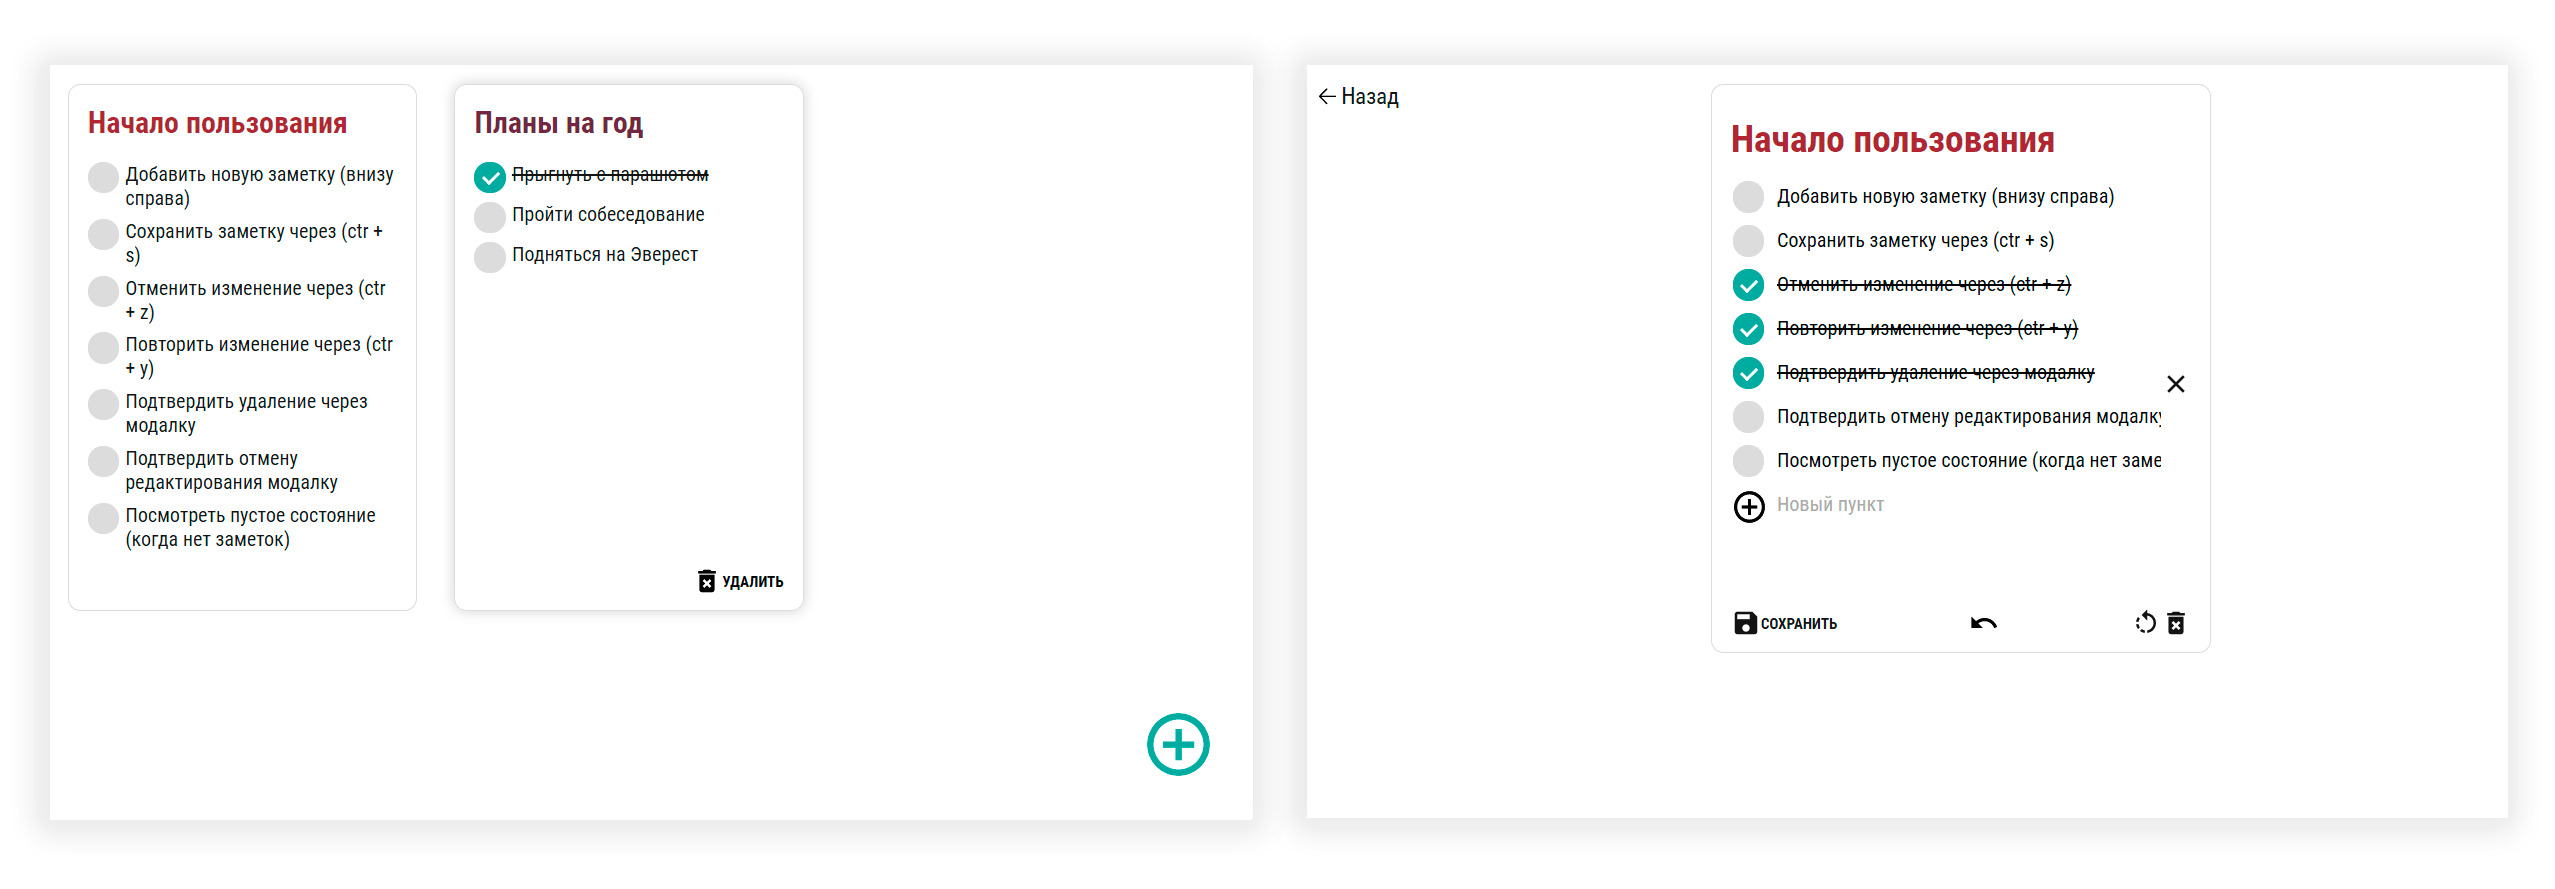 Начало пользования
Добавить новую заметку (внизу
справа)
Сохранить заметку через (ctr +
s)
Отменить изменение через (ctr
+ z)
Повторить изменение через (ctr
+ y)
Подтвердить удаление через
модалку
Подтвердить отмену
редактирования модалку
Посмотреть пустое состояние
(когда нет заметок)
Планы на год
Прыгнуть с парашютом
Пройти собеседование
Подняться на Эверест
УДАЛИТЬ
Назад
Начало пользования
Добавить новую заметку (внизу справа)
Сохранить заметку через (ctr + s)
Отменить изменение через (ctr + z)
Повторить изменение через (ctr + y)
Подтвердить удаление через модалку
Подтвердить отмену редактирования модалку
Посмотреть пустое состояние (когда нет заме
Новый пункт
СОХРАНИТЬ